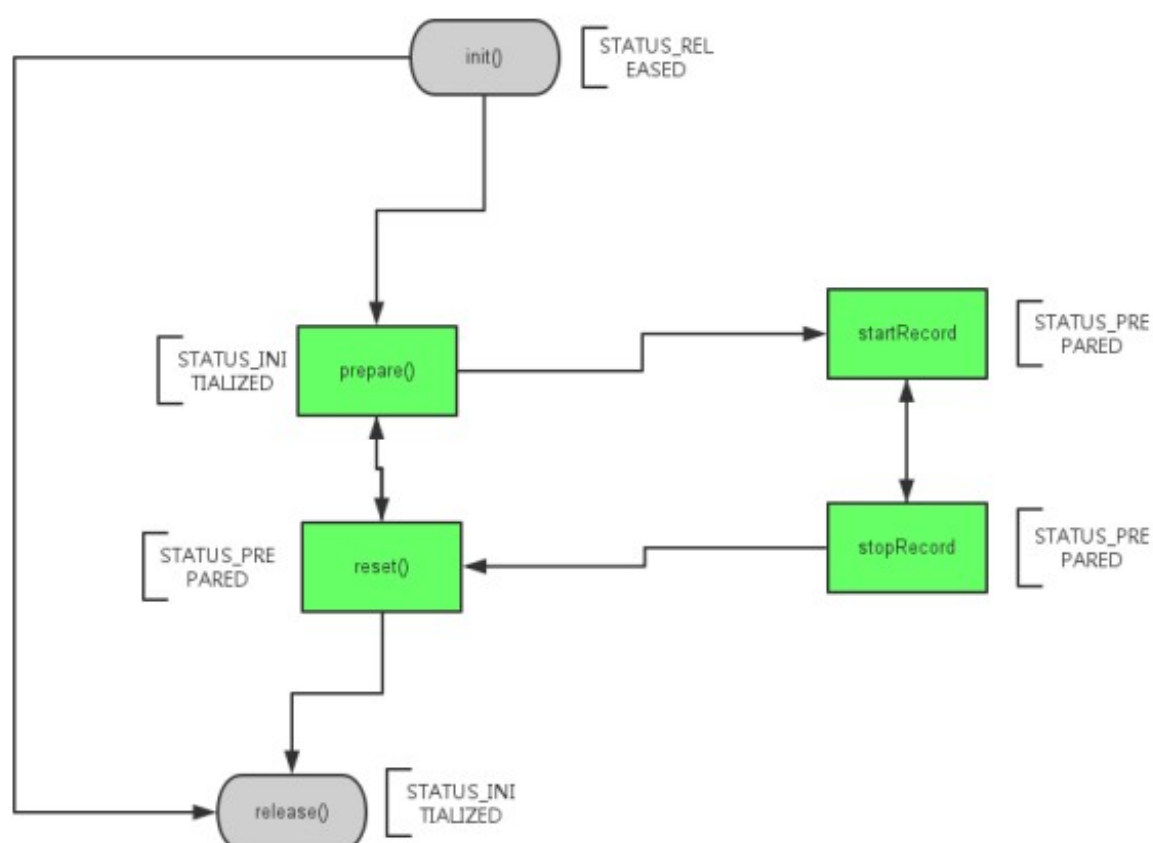 init()
STATUS_REL
EASED
startRecord
STATUS_PRE
PARED
STATUS_INI
TIALIZED
prepare()
STATUS_PRE
PARED
reset()
stopRecord
STATUS_PRE
PARED
release()
STATUS_INI
TIALIZED